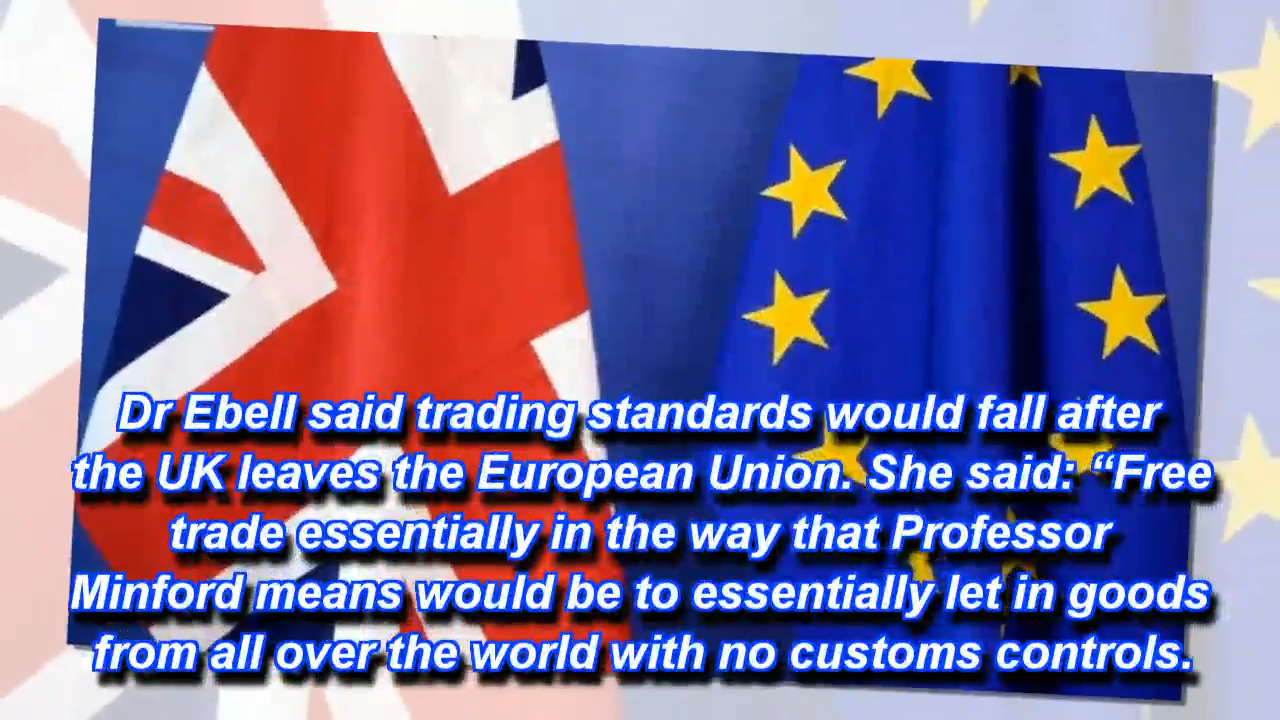 Dr Ebell said trading standards would fall after
the UK leaves the European Union. She said: “Free
trade essentially in the way that Professor
Minford means would be to essentially let in goods
from all over the world with no customs controls.